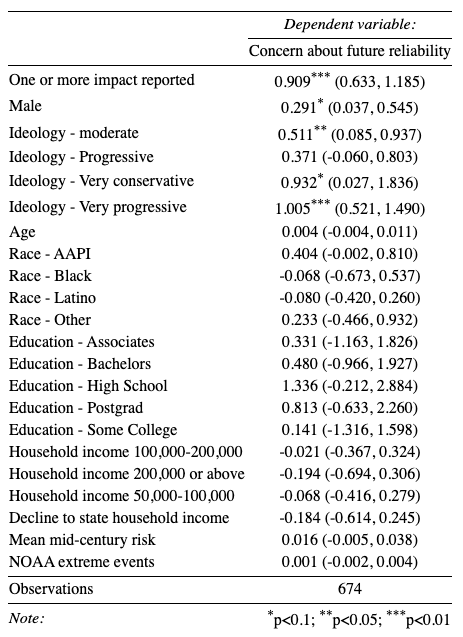 Dependent variable:
Concern about future reliability
One or more impact reported 0.909*** (0.633, 1.185)
Male 0.291* (0.037, 0.545)
Ideology - moderate 0.511** (0.085, 0.937)
Ideology - Progressive 0.371 (-0.060, 0.803)
Ideology - Very conservative 0.932* (0.027, 1.836)
Ideology - Very progressive 1.005*** (0.521, 1.490)
Age 0.004 (-0.004, 0.011)
Race - AAPI 0.404 (-0.002, 0.810)
Race - Black -0.068 (-0.673, 0.537)
Race - Latino -0.080 (-0.420, 0.260)
Race - Other 0.233 (-0.466, 0.932)
Education - Associates 0.331 (-1.163, 1.826)
Education - Bachelors 0.480 (-0.966, 1.927)
Education - High School 1.336 (-0.212, 2.884)
Education - Postgrad 0.813 (-0.633, 2.260)
Education - Some College 0.141 (-1.316, 1.598)
Household income 100,000-200,000 -0.021 (-0.367, 0.324)
Household income 200,000 or above -0.194 (-0.694, 0.306)
Household income 50,000-100,000 -0.068 (-0.416, 0.279)
Decline to state household income -0.184 (-0.614, 0.245)
Mean mid-century risk 0.016 (-0.005, 0.038)
NOAA extreme events 0.001 (-0.002, 0.004)
Observations 674
Note: *p<0.1; **p<0.05; ***p<0.01